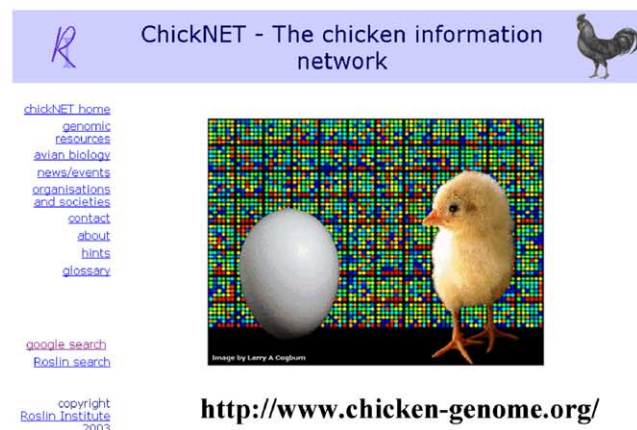 ChickNET - The chicken information
network
chickNET home
genomic
resources
avian biology
news/events
organisations
and societies
contact
about
hints
glossary
google search
Roslin search
copyright
Roslin Institute
2003
Image by Larry A Cogburn
http://www.chicken-genome.org/